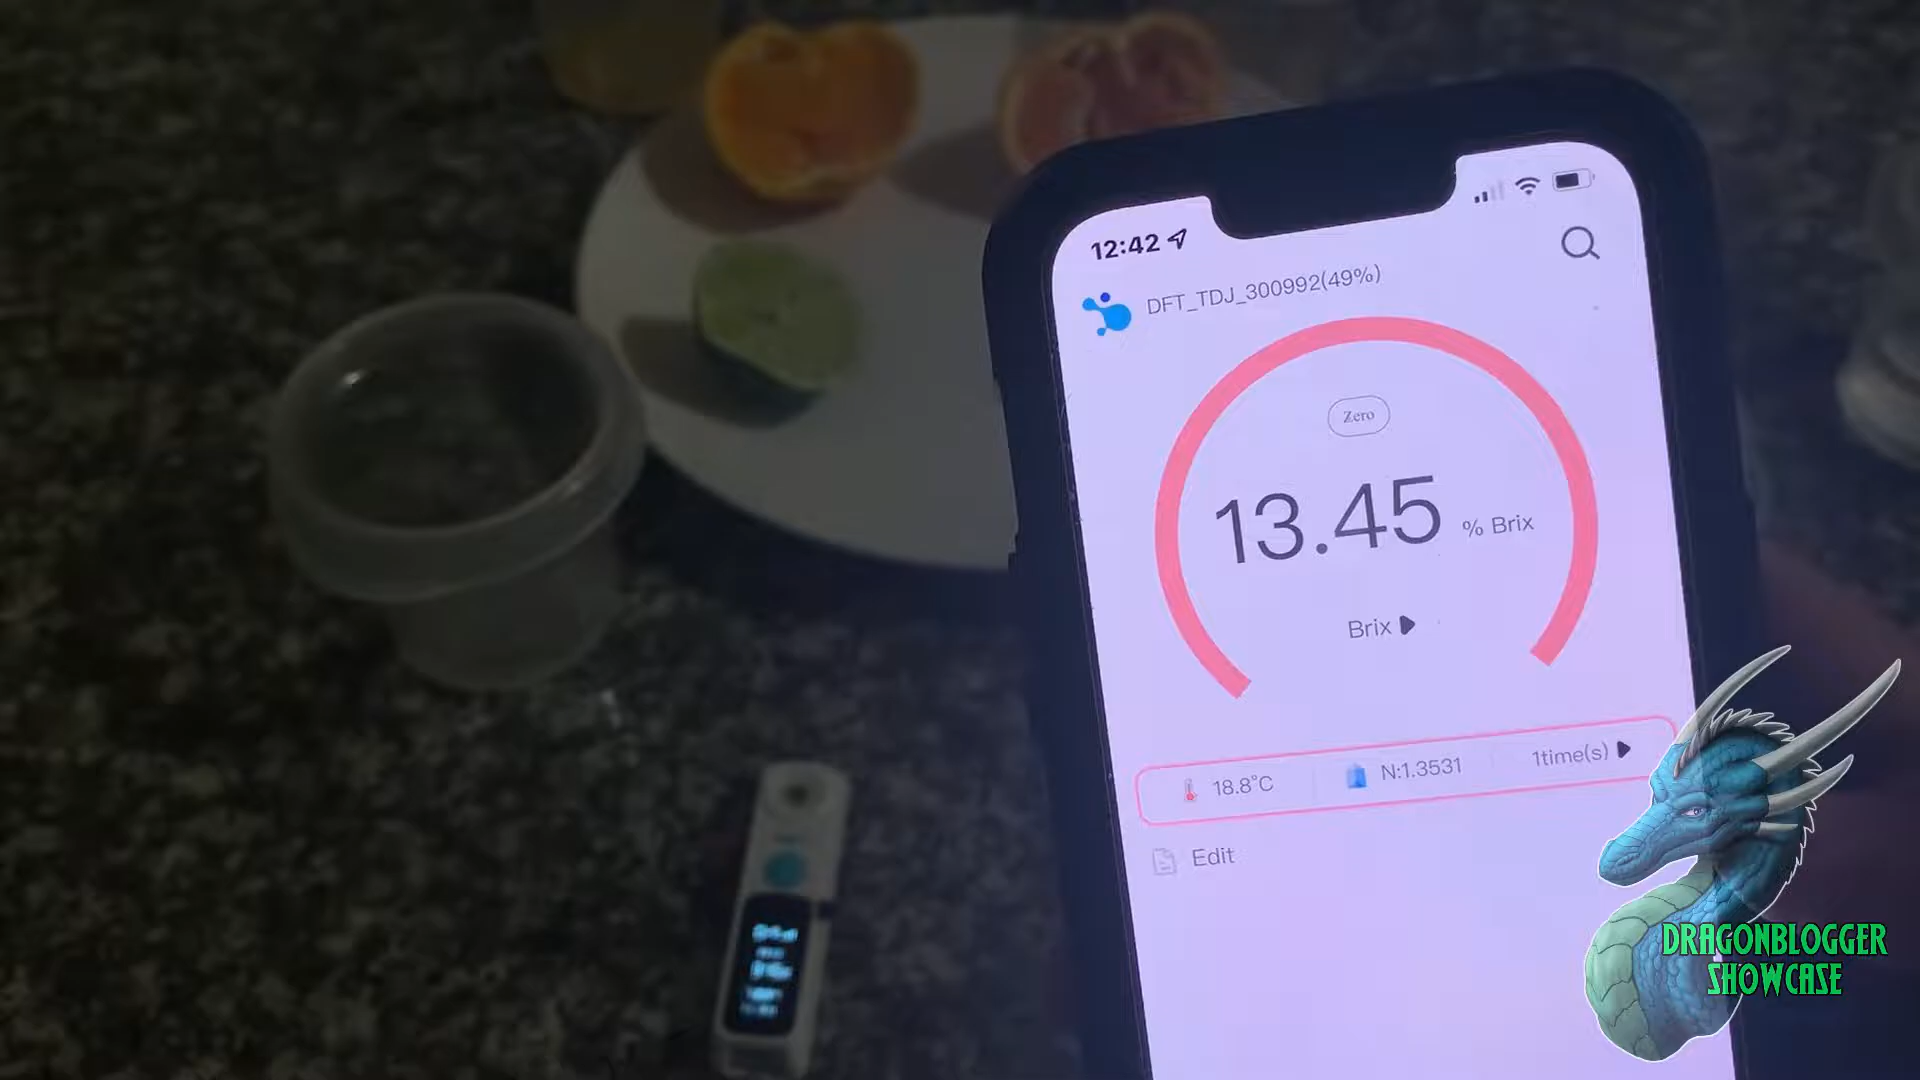 12:42
DFT_TDJ_300992(49%)
Zero
13.45 % Brix
Brix
18.8°C N:1.3531 1time(s)
Edit
DRAGONBLOGGER
SHOWCASE